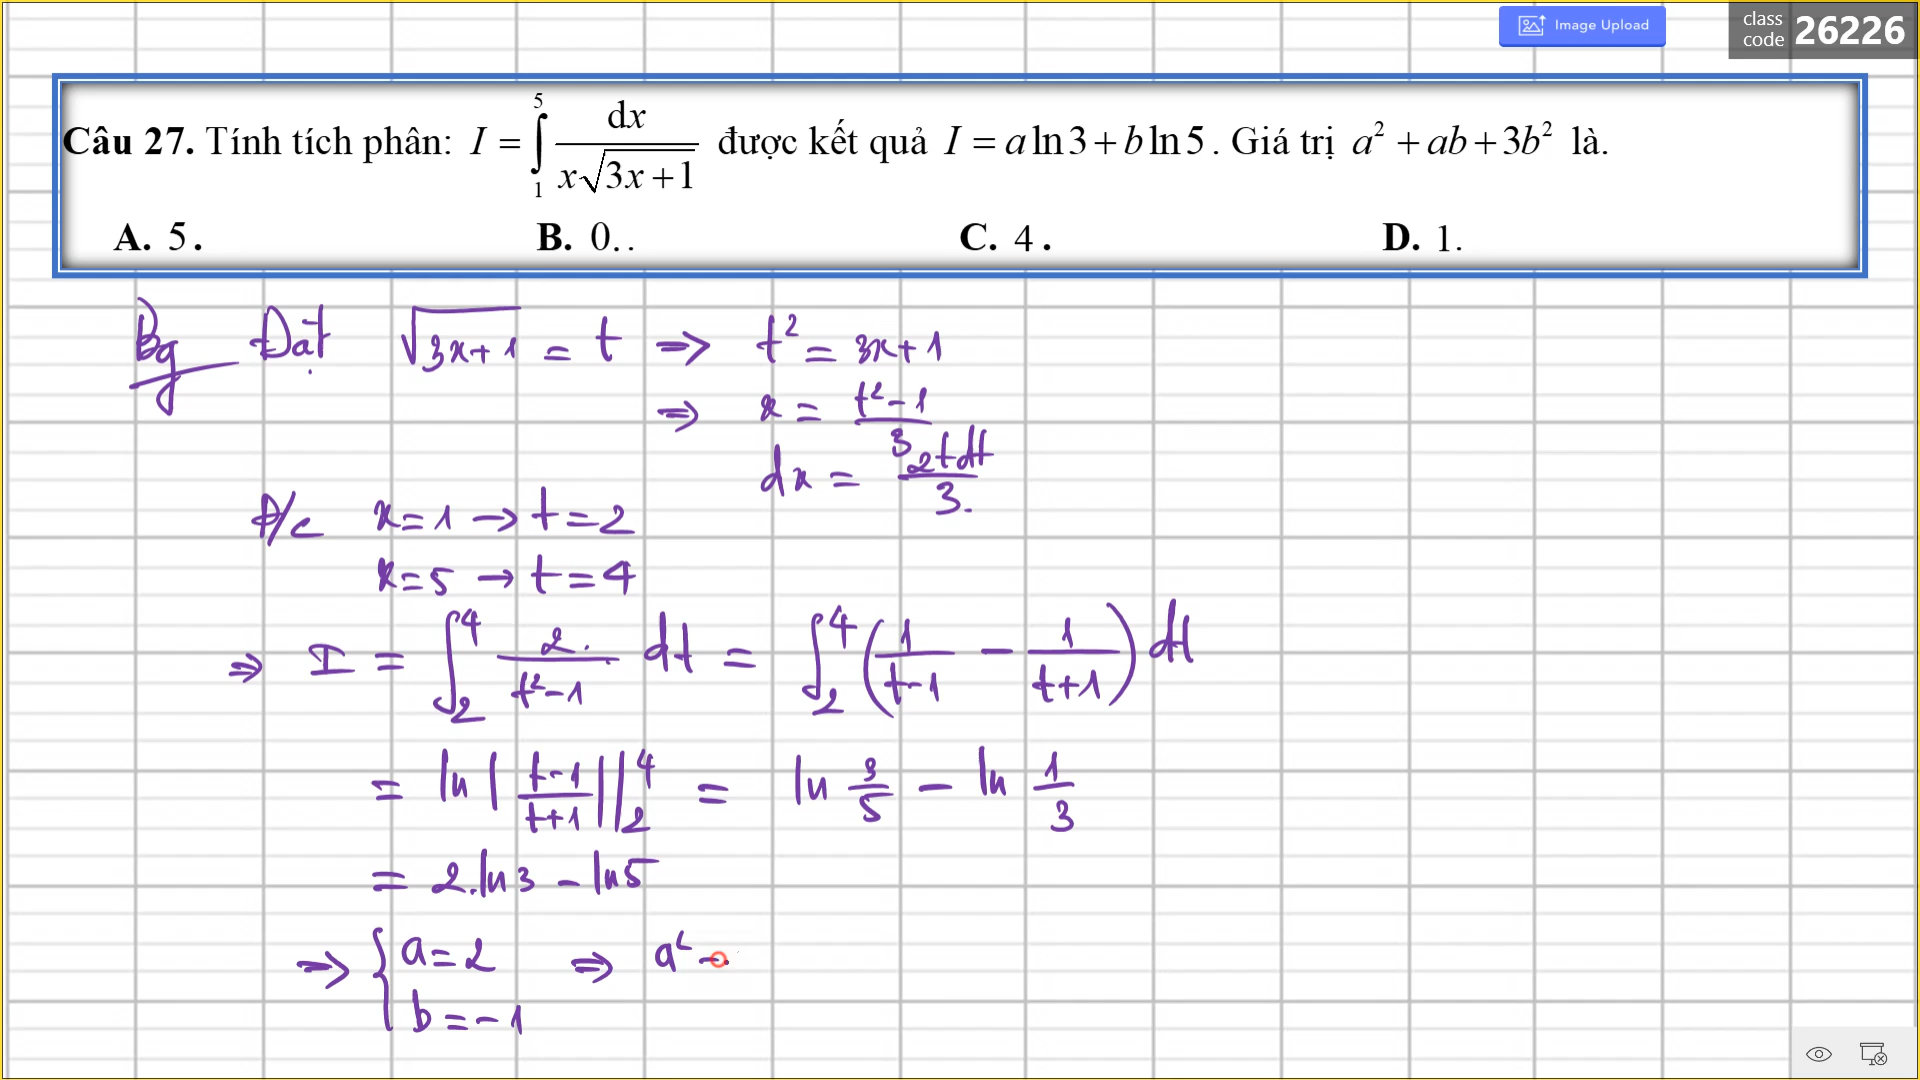 Image Upload
class code 26226
Câu 27. Tính tích phân: I = ∫₁⁵ dx / (x√(3x+1)) được kết quả I = a ln3 + b ln5. Giá trị a² + ab + 3b² là.
A. 5. B. 0.. C. 4. D. 1.
Bg Đặt √(3x+1) = t ⇒ t² = 3x+1
⇒ x = (t²-1)/3
dx = 2tdt/3.
Đ/c x=1 → t=2
x=5 → t=4
⇒ I = ∫₂⁴ 2./(t²-1) dt = ∫₂⁴ (1/(t-1) - 1/(t+1)) dt
= ln |(t-1)/(t+1)| |₂⁴ = ln 3/5 - ln 1/3
= 2.ln3 - ln5
⇒ { a=2 ⇒ a²
b=-1